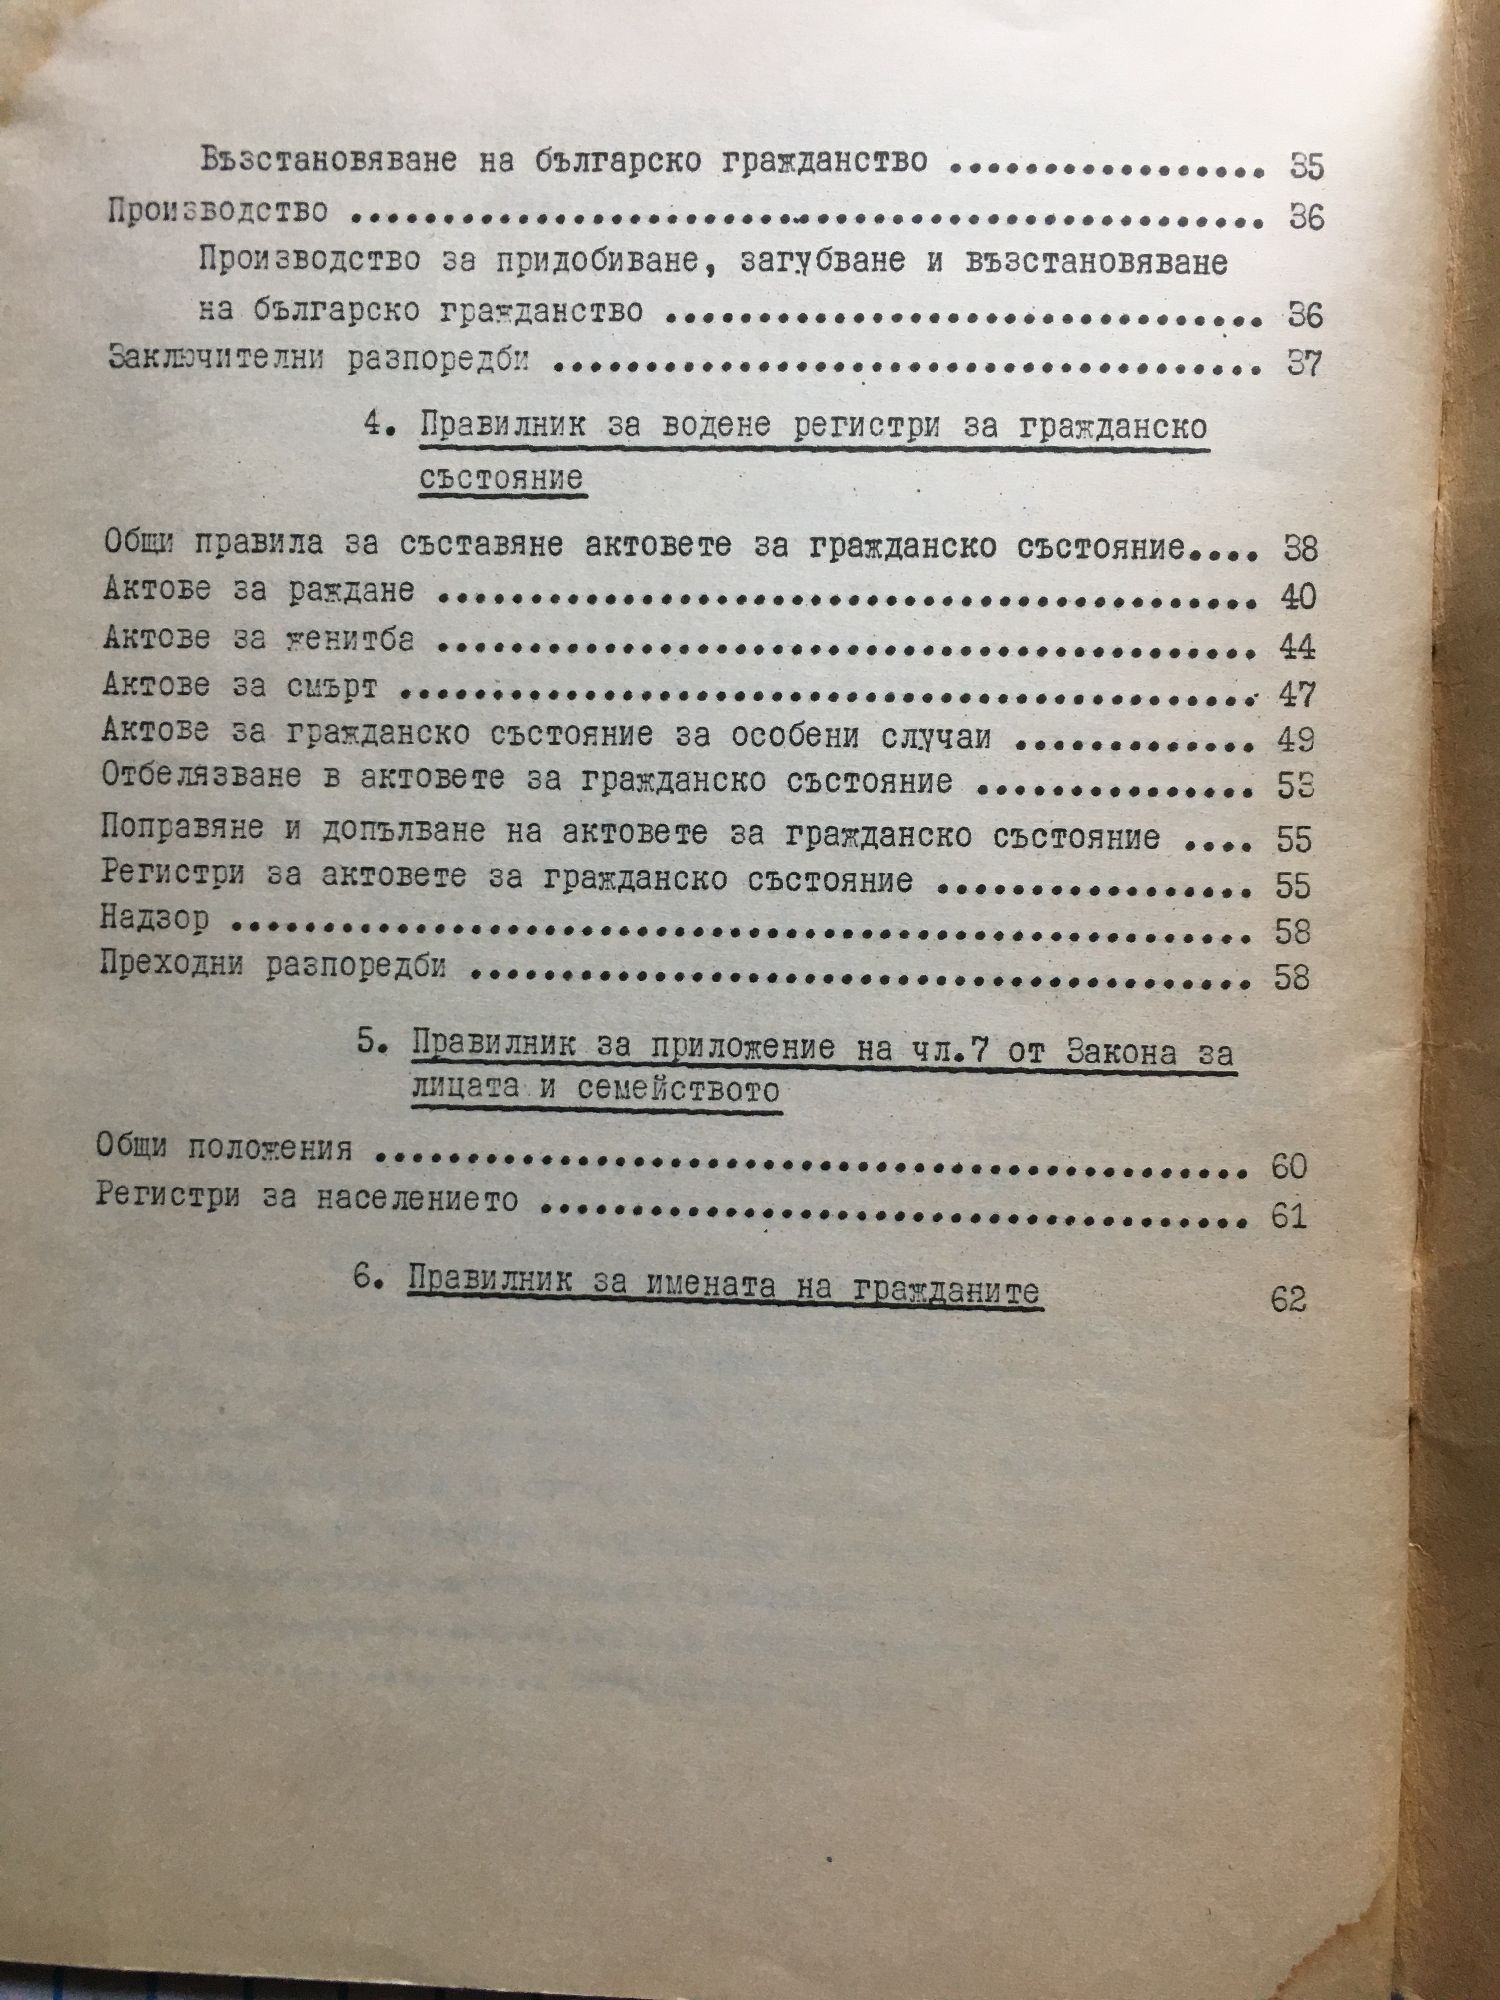 Възстановяване на българско гражданство ................. 35
Производство .................................................. 36
Производство за придобиване, загубване и възстановяване
на българско гражданство ................................ 36
Заключителни разпоредби ....................................... 37
4. Правилник за водене регистри за гражданско
състояние
Общи правила за съставяне актовете за гражданско състояние.... 38
Актове за раждане ............................................. 40
Актове за женитба ............................................. 44
Актове за смърт ............................................... 47
Актове за гражданско състояние за особени случаи ............. 49
Отбелязване в актовете за гражданско състояние ............... 53
Поправяне и допълване на актовете за гражданско състояние .... 55
Регистри за актовете за гражданско състояние ................. 55
Надзор ........................................................ 58
Преходни разпоредби ........................................... 58
5. Правилник за приложение на чл.7 от Закона за
лицата и семейството
Общи положения ................................................ 60
Регистри за населението ....................................... 61
6. Правилник за имената на гражданите 62